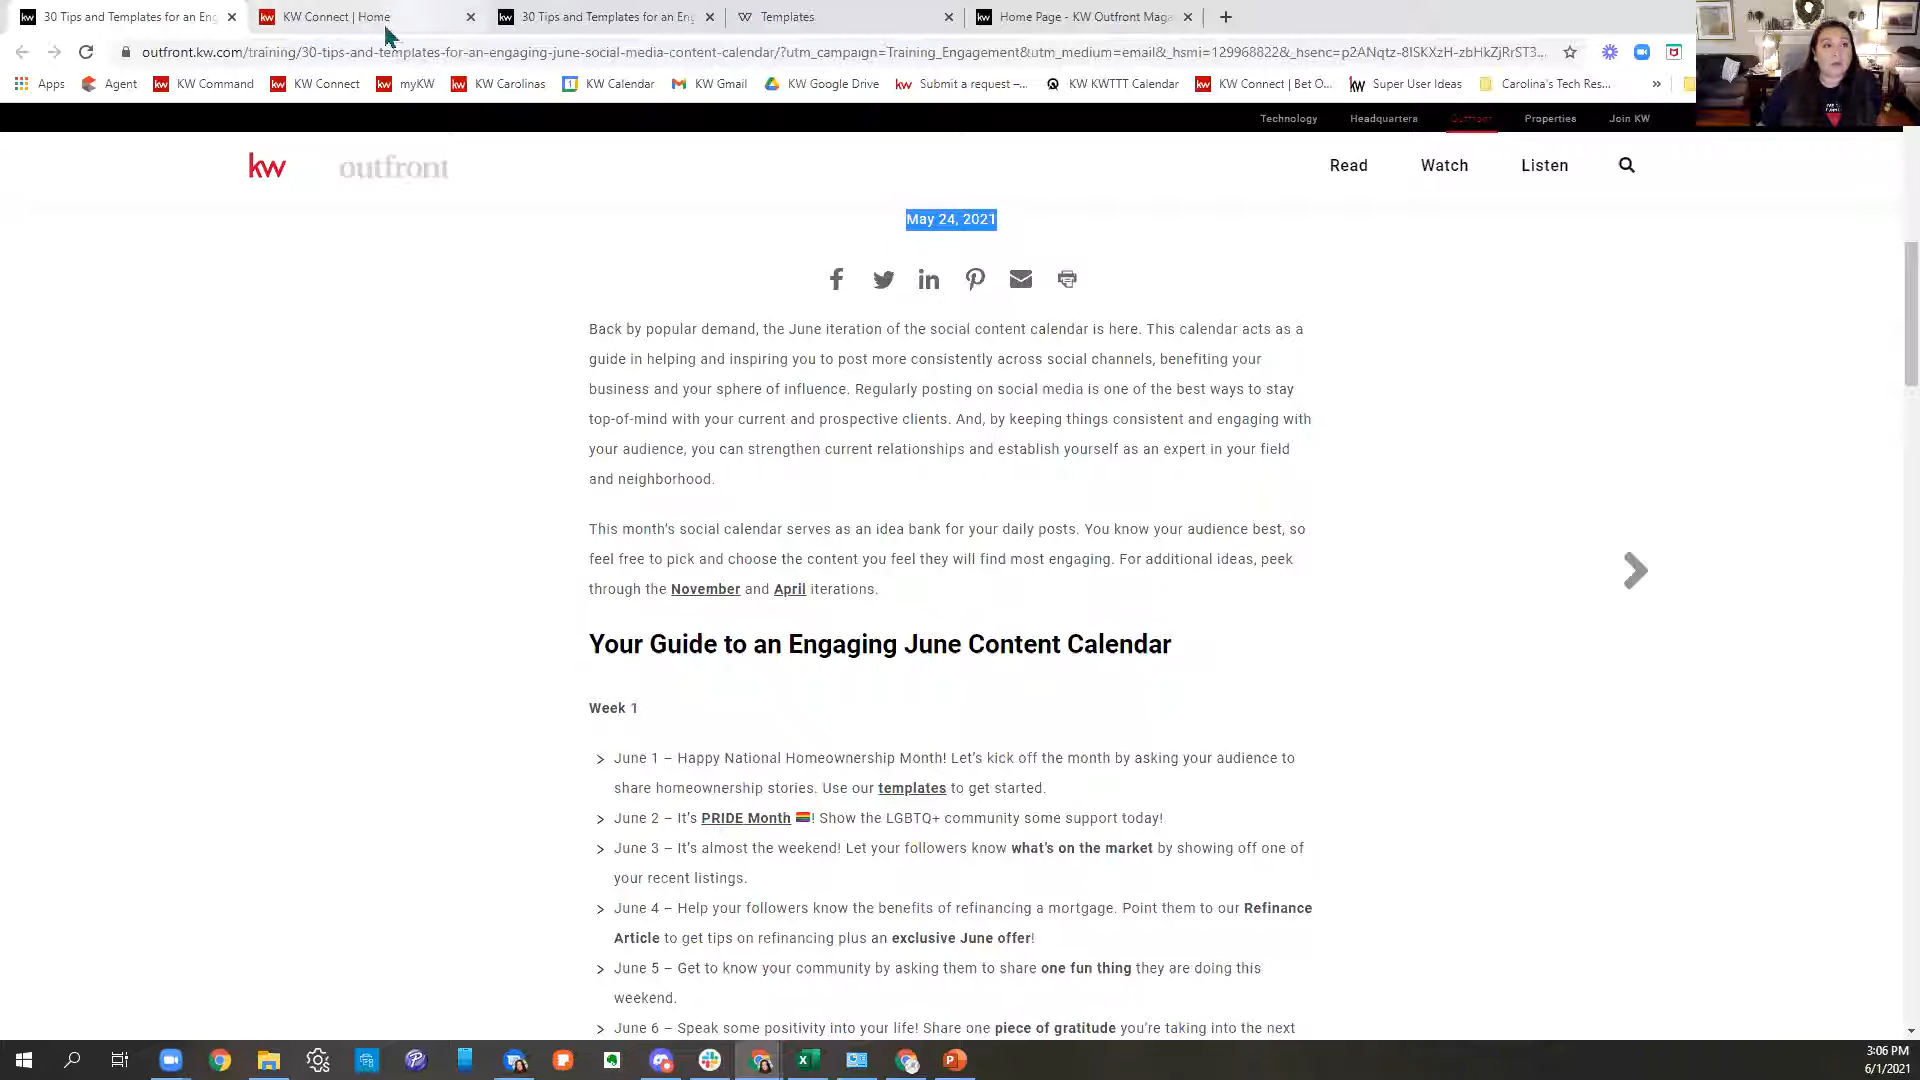 30 Tips and Templates for an Eng
KW Connect | Home
30 Tips and Templates for an Eng
Templates
Home Page - KW Outfront Maga
outfront.kw.com/training/30-tips-and-templates-for-an-engaging-june-social-media-content-calendar/?utm_campaign=Training_Engagement&utm_medium=email&_hsmi=129968822&_hsenc=p2ANqtz-8ISKXzH-zbHkZjRrST3...
Apps
Agent
KW Command
KW Connect
myKW
KW Carolinas
KW Calendar
KW Gmail
KW Google Drive
Submit a request –...
KW KWTTT Calendar
KW Connect | Bet O...
Super User Ideas
Carolina's Tech Res...
»
Technology
Headquarters
Outfront
Properties
Join KW
kw
outfront
Read
Watch
Listen
May 24, 2021
Back by popular demand, the June iteration of the social content calendar is here. This calendar acts as a
guide in helping and inspiring you to post more consistently across social channels, benefiting your
business and your sphere of influence. Regularly posting on social media is one of the best ways to stay
top-of-mind with your current and prospective clients. And, by keeping things consistent and engaging with
your audience, you can strengthen current relationships and establish yourself as an expert in your field
and neighborhood.
This month's social calendar serves as an idea bank for your daily posts. You know your audience best, so
feel free to pick and choose the content you feel they will find most engaging. For additional ideas, peek
through the November and April iterations.
Your Guide to an Engaging June Content Calendar
Week 1
June 1 – Happy National Homeownership Month! Let's kick off the month by asking your audience to
share homeownership stories. Use our templates to get started.
June 2 – It's PRIDE Month 🏳️‍🌈! Show the LGBTQ+ community some support today!
June 3 – It's almost the weekend! Let your followers know what's on the market by showing off one of
your recent listings.
June 4 – Help your followers know the benefits of refinancing a mortgage. Point them to our Refinance
Article to get tips on refinancing plus an exclusive June offer!
June 5 – Get to know your community by asking them to share one fun thing they are doing this
weekend.
June 6 – Speak some positivity into your life! Share one piece of gratitude you're taking into the next
3:06 PM
6/1/2021